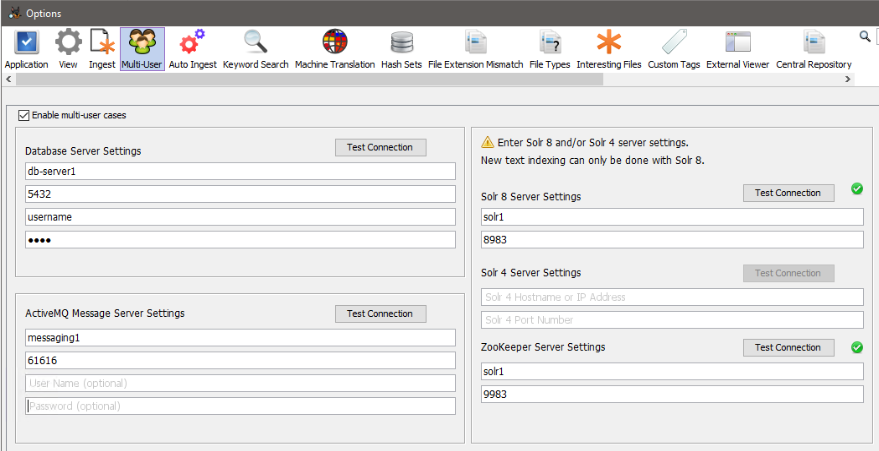 Options
Application
View
Ingest
Multi-User
Auto Ingest
Keyword Search
Machine Translation
Hash Sets
File Extension Mismatch
File Types
Interesting Files
Custom Tags
External Viewer
Central Repository
Enable multi-user cases
Database Server Settings
Test Connection
db-server1
5432
username
●●●●
ActiveMQ Message Server Settings
Test Connection
messaging1
61616
User Name (optional)
Password (optional)
Enter Solr 8 and/or Solr 4 server settings.
New text indexing can only be done with Solr 8.
Solr 8 Server Settings
Test Connection
solr1
8983
Solr 4 Server Settings
Test Connection
Solr 4 Hostname or IP Address
Solr 4 Port Number
ZooKeeper Server Settings
Test Connection
solr1
9983